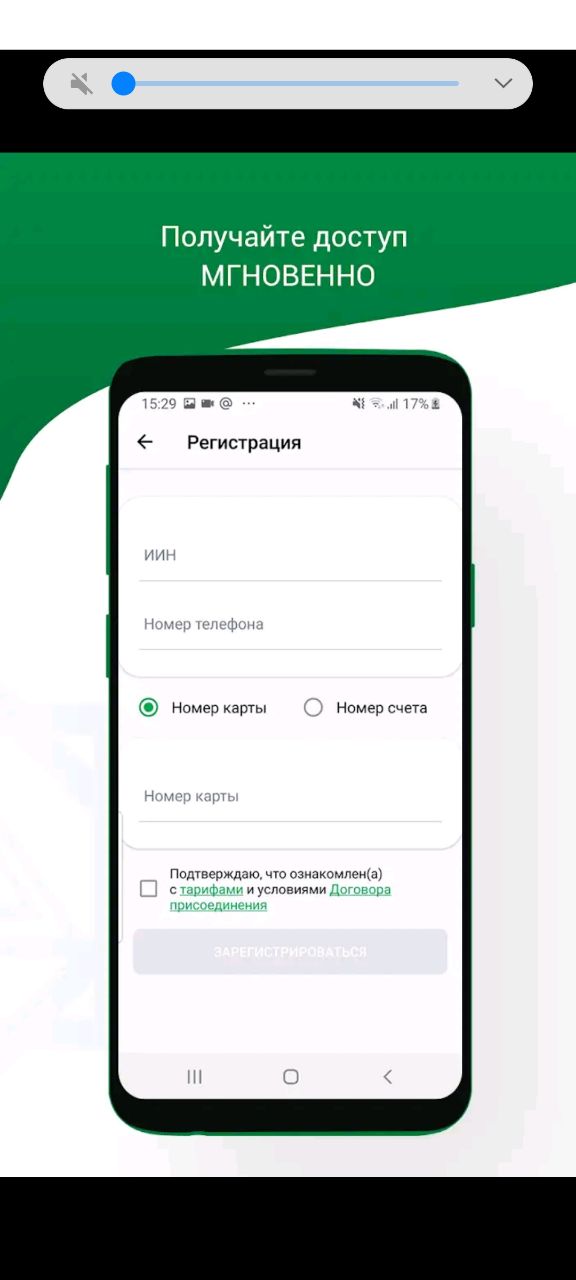 Получайте доступ
МГНОВЕННО
15:29 @ ... 17%
Регистрация
ИИН
Номер телефона
Номер карты Номер счета
Номер карты
Подтверждаю, что ознакомлен(а)
с тарифами и условиями Договора
присоединения
ЗАРЕГИСТРИРОВАТЬСЯ